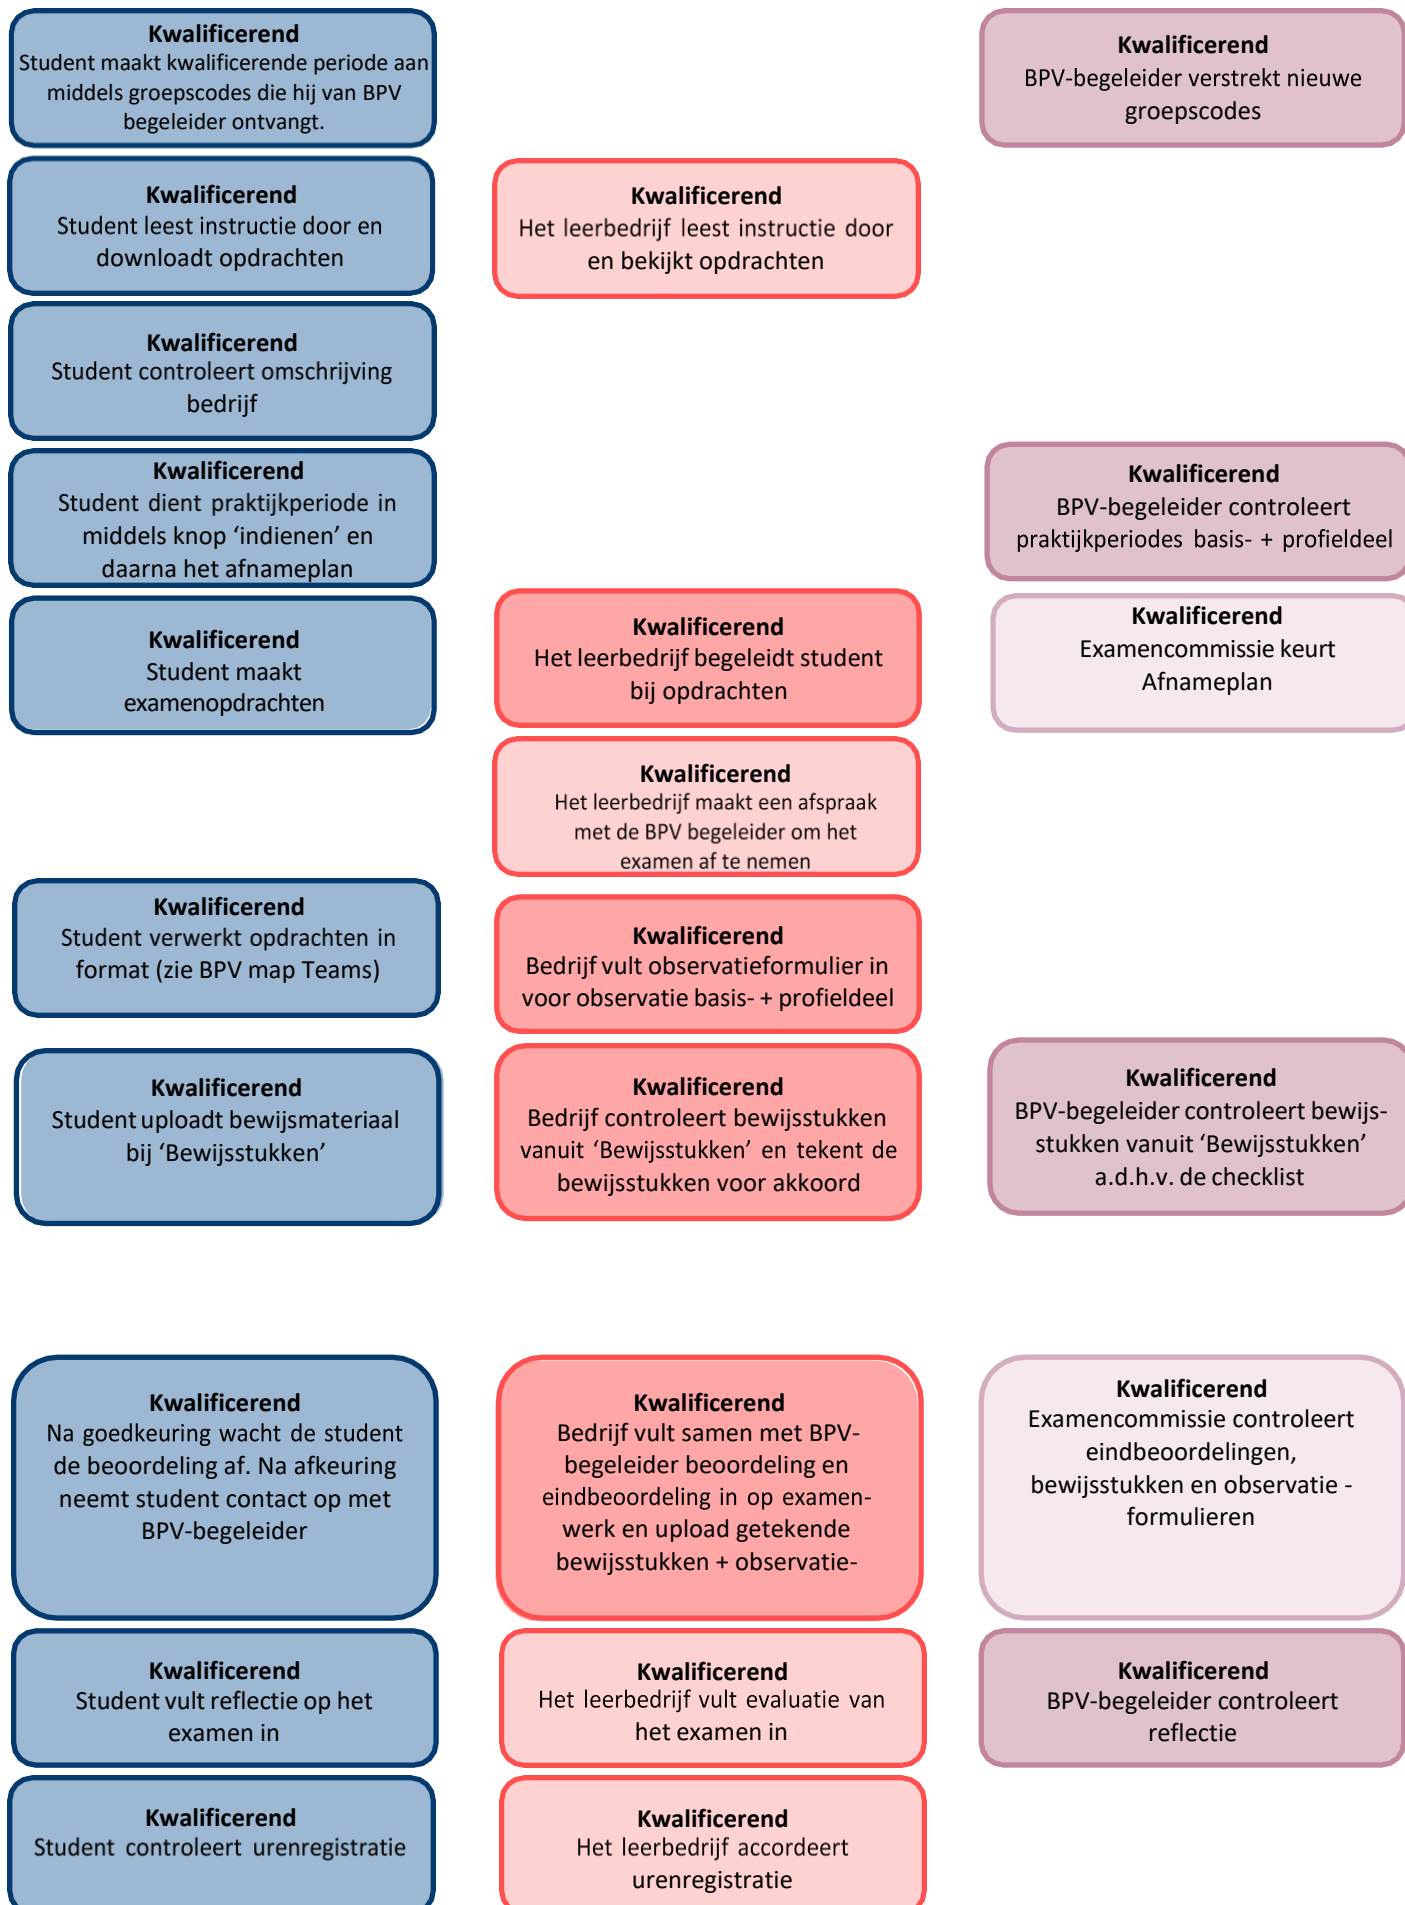 Kwalificerend
Student maakt kwalificerende periode aan
middels groepscodes die hij van BPV
begeleider ontvangt.
Kwalificerend
BPV-begeleider verstrekt nieuwe
groepscodes
Kwalificerend
Student leest instructie door en
downloadt opdrachten
Kwalificerend
Het leerbedrijf leest instructie door
en bekijkt opdrachten
Kwalificerend
Student controleert omschrijving
bedrijf
Kwalificerend
Student dient praktijkperiode in
middels knop ‘indienen’ en
daarna het afnameplan
Kwalificerend
BPV-begeleider controleert
praktijkperiodes basis- + profieldeel
Kwalificerend
Student maakt
examenopdrachten
Kwalificerend
Het leerbedrijf begeleidt student
bij opdrachten
Kwalificerend
Examencommissie keurt
Afnameplan
Kwalificerend
Het leerbedrijf maakt een afspraak
met de BPV begeleider om het
examen af te nemen
Kwalificerend
Student verwerkt opdrachten in
format (zie BPV map Teams)
Kwalificerend
Bedrijf vult observatieformulier in
voor observatie basis- + profieldeel
Kwalificerend
Student uploadt bewijsmateriaal
bij ‘Bewijsstukken’
Kwalificerend
Bedrijf controleert bewijsstukken
vanuit ‘Bewijsstukken’ en tekent de
bewijsstukken voor akkoord
Kwalificerend
BPV-begeleider controleert bewijs-
stukken vanuit ‘Bewijsstukken’
a.d.h.v. de checklist
Kwalificerend
Na goedkeuring wacht de student
de beoordeling af. Na afkeuring
neemt student contact op met
BPV-begeleider
Kwalificerend
Bedrijf vult samen met BPV-
begeleider beoordeling en
eindbeoordeling in op examen-
werk en upload getekende
bewijsstukken + observatie-
Kwalificerend
Examencommissie controleert
eindbeoordelingen,
bewijsstukken en observatie -
formulieren
Kwalificerend
Student vult reflectie op het
examen in
Kwalificerend
Het leerbedrijf vult evaluatie van
het examen in
Kwalificerend
BPV-begeleider controleert
reflectie
Kwalificerend
Student controleert urenregistratie
Kwalificerend
Het leerbedrijf accordeert
urenregistratie